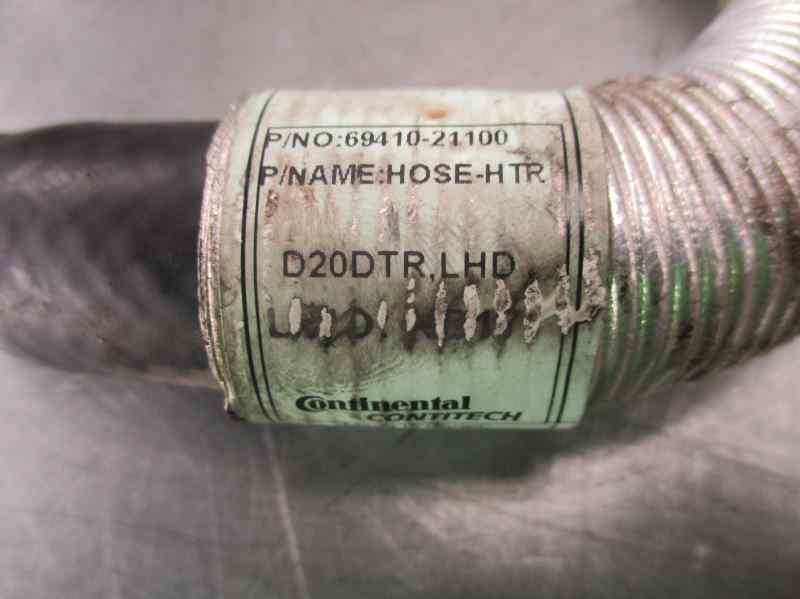 P/NO:69410-21100
P/NAME:HOSE-HTR
D20DTR,LHD
Continental
CONTITECH